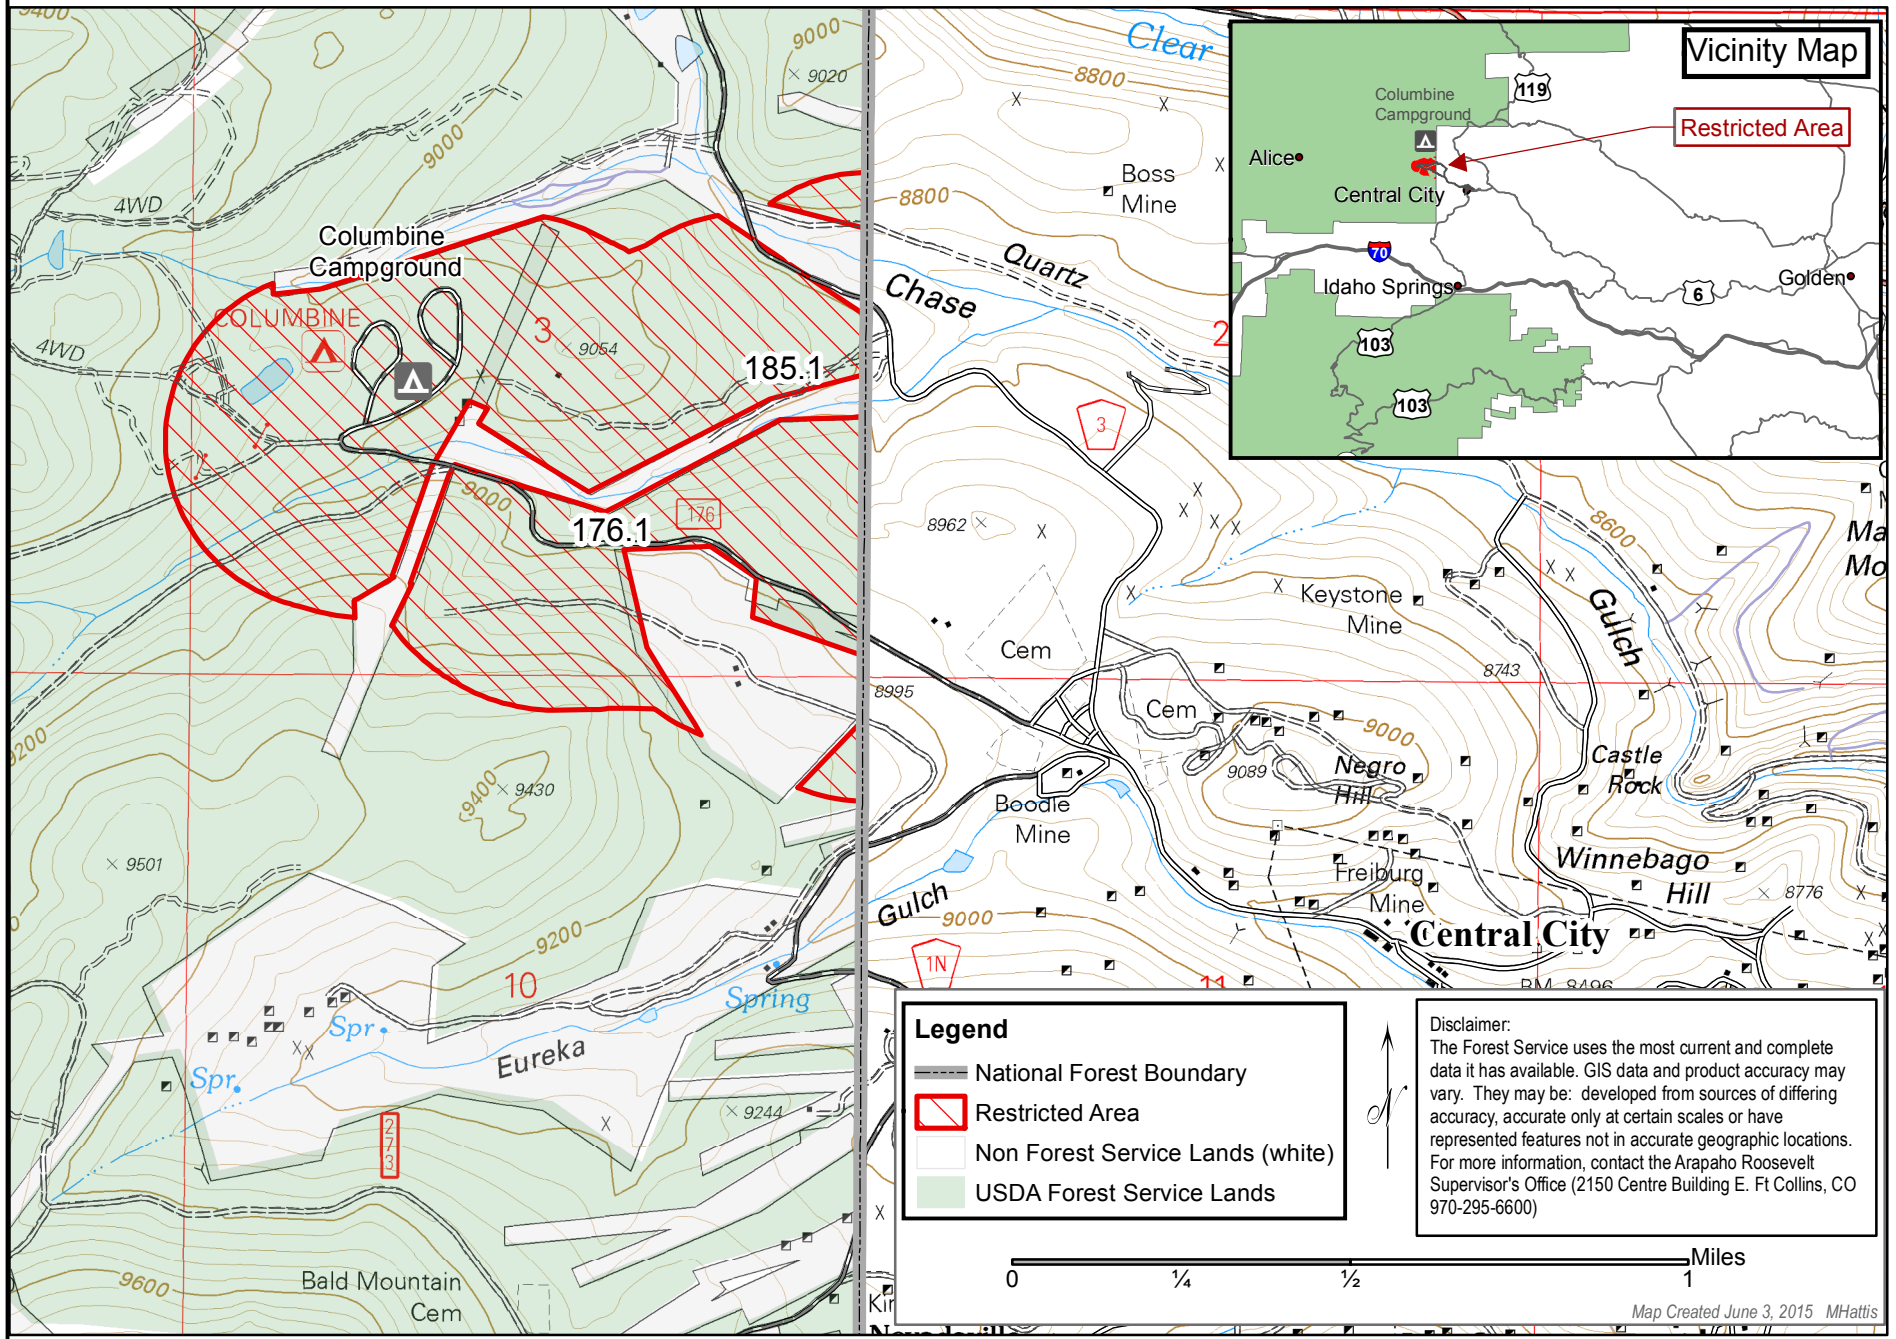 9400
9000
9020
Clear
8800
4WD
9000
8800
Boss
Mine
Columbine
Campground
Quartz
Chase
COLUMBINE
4WD
3
9054
185.1
2
3
9000
176.1
176
8962
8600
Keystone
Mine
Gulch
Cem
8743
8995
Cem
9000
9200
9400
9430
9089
Negro
Hill
Castle
Rock
Boodle
Mine
9501
Winnebago
Hill
Freiburg
Mine
8776
Gulch
9000
9200
Central City
1N
10
11
BM 8496
Spring
Spr
Eureka
Spr
9244
273
Bald Mountain
Cem
9600
Vicinity Map
119
Columbine
Campground
Restricted Area
Alice
Central City
70
Idaho Springs
Golden
6
103
103
Legend
National Forest Boundary
Restricted Area
Non Forest Service Lands (white)
USDA Forest Service Lands
N
Disclaimer:
The Forest Service uses the most current and complete
data it has available. GIS data and product accuracy may
vary. They may be: developed from sources of differing
accuracy, accurate only at certain scales or have
represented features not in accurate geographic locations.
For more information, contact the Arapaho Roosevelt
Supervisor's Office (2150 Centre Building E. Ft Collins, CO
970-295-6600)
Miles
0 ¼ ½ 1
Map Created June 3, 2015 MHattis